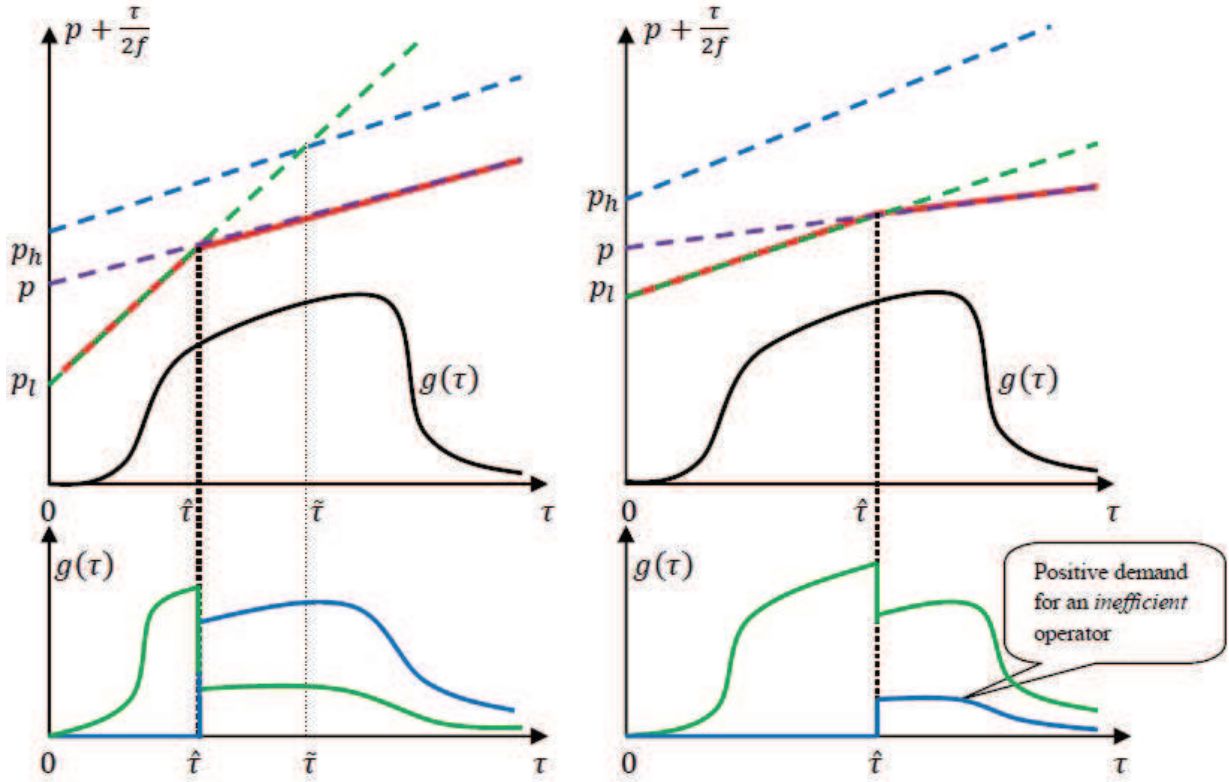 p + τ/2f
p_h
p
p_l
g(τ)
0
τ̂
τ̃
τ
g(τ)
0
τ̂
τ̃
τ
p + τ/2f
p_h
p
p_l
g(τ)
0
τ̂
τ
g(τ)
Positive demand
for an inefficient
operator
0
τ̂
τ